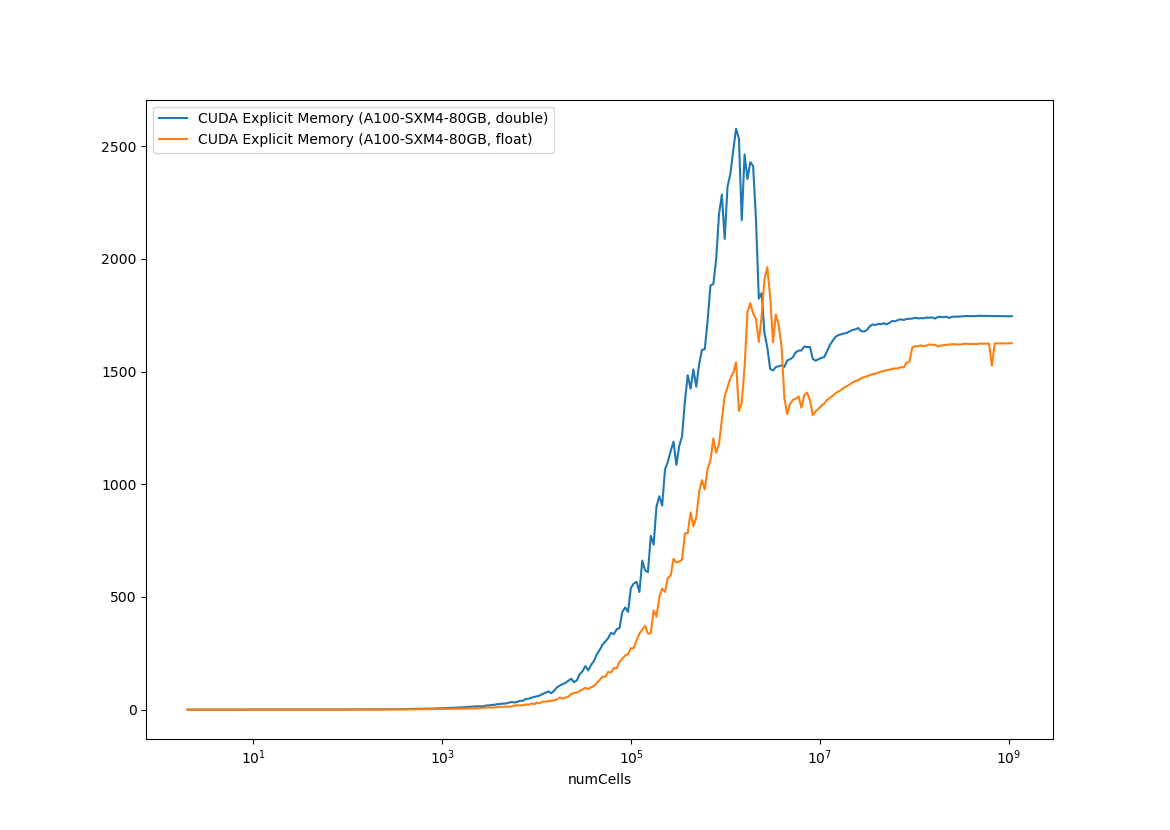 CUDA Explicit Memory (A100-SXM4-80GB, double)
CUDA Explicit Memory (A100-SXM4-80GB, float)
2500
2000
1500
1000
500
0
10¹ 10³ 10⁵ 10⁷ 10⁹
numCells